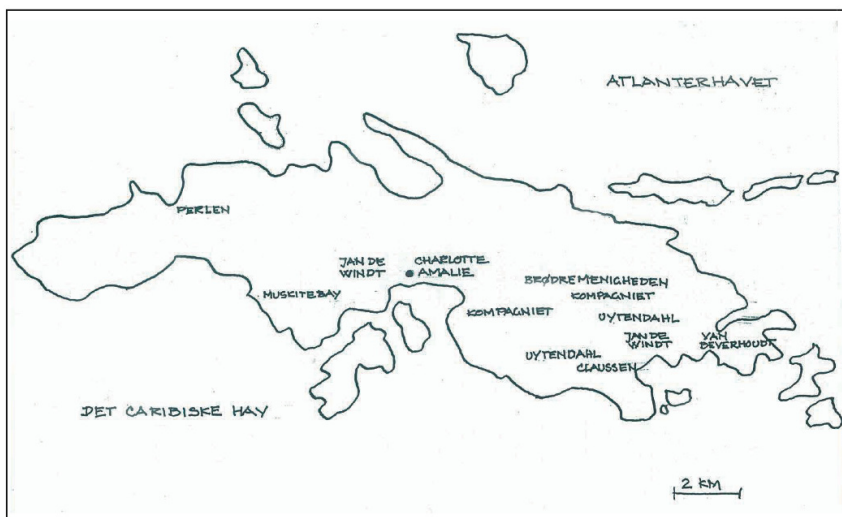 ATLANTERHAVET
PERLEN
JAN DE
WINDT
CHARLOTTE
AMALIE
MUSKITEBAY
BRØDREMENIGHEDEN
KOMPAGNIET
KOMPAGNIET
UYTENDAHL
JAN DE
WINDT
VAN
BEVERHOUDT
UYTENDAHL
CLAUSSEN
DET CARIBISKE HAV
2 KM